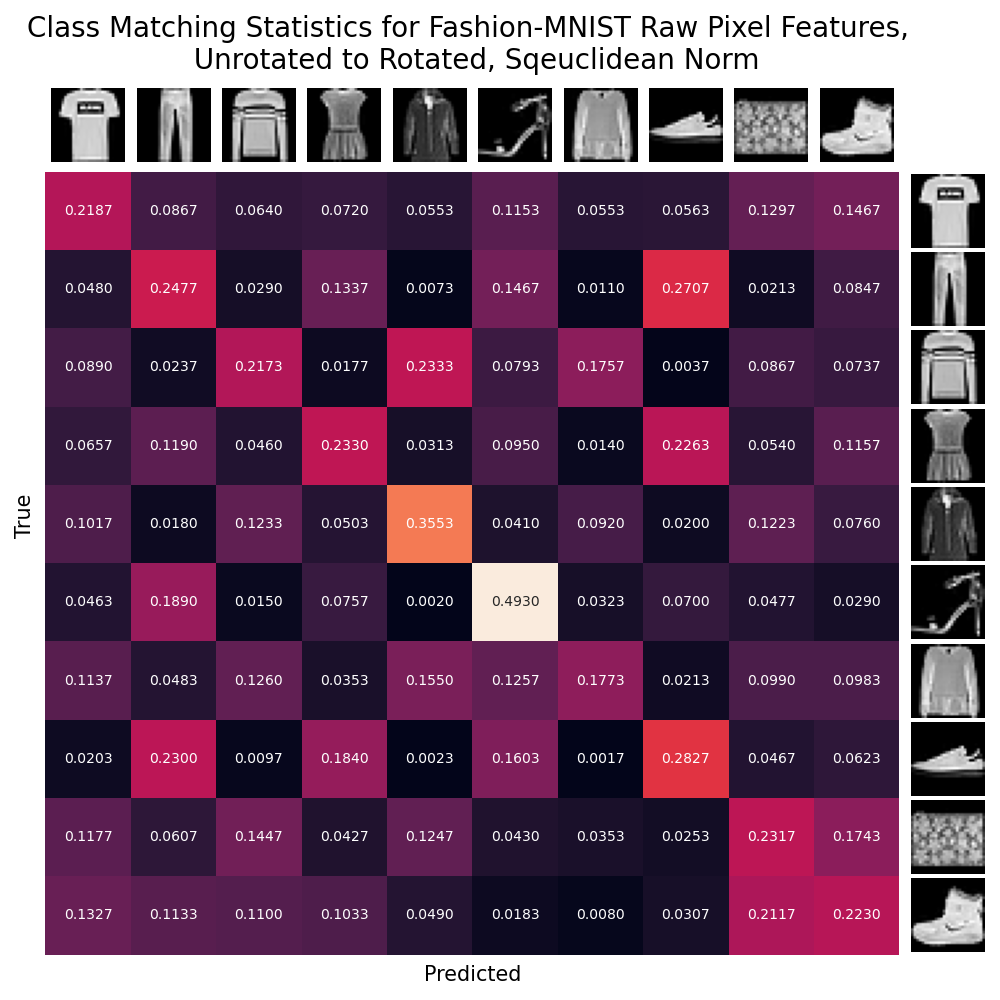 Class Matching Statistics for Fashion-MNIST Raw Pixel Features,
Unrotated to Rotated, Sqeuclidean Norm
0.2187 0.0867 0.0640 0.0720 0.0553 0.1153 0.0553 0.0563 0.1297 0.1467
0.0480 0.2477 0.0290 0.1337 0.0073 0.1467 0.0110 0.2707 0.0213 0.0847
0.0890 0.0237 0.2173 0.0177 0.2333 0.0793 0.1757 0.0037 0.0867 0.0737
0.0657 0.1190 0.0460 0.2330 0.0313 0.0950 0.0140 0.2263 0.0540 0.1157
0.1017 0.0180 0.1233 0.0503 0.3553 0.0410 0.0920 0.0200 0.1223 0.0760
0.0463 0.1890 0.0150 0.0757 0.0020 0.4930 0.0323 0.0700 0.0477 0.0290
0.1137 0.0483 0.1260 0.0353 0.1550 0.1257 0.1773 0.0213 0.0990 0.0983
0.0203 0.2300 0.0097 0.1840 0.0023 0.1603 0.0017 0.2827 0.0467 0.0623
0.1177 0.0607 0.1447 0.0427 0.1247 0.0430 0.0353 0.0253 0.2317 0.1743
0.1327 0.1133 0.1100 0.1033 0.0490 0.0183 0.0080 0.0307 0.2117 0.2230
True
Predicted